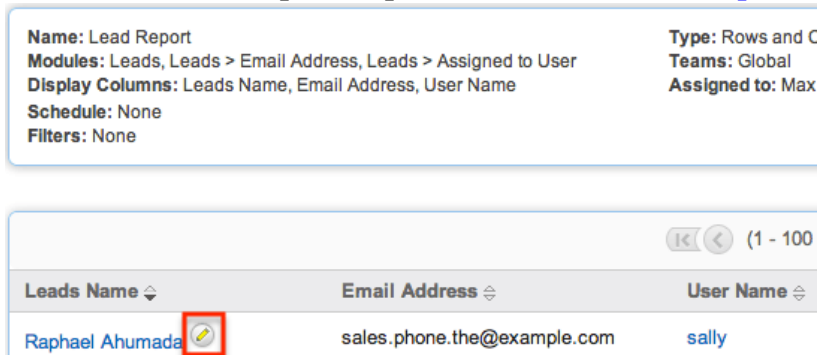 Name: Lead Report
Type: Rows and C
Modules: Leads, Leads > Email Address, Leads > Assigned to User
Teams: Global
Display Columns: Leads Name, Email Address, User Name
Assigned to: Max
Schedule: None
Filters: None
(1 - 100
Leads Name
Email Address
User Name
Raphael Ahumada
sales.phone.the@example.com
sally